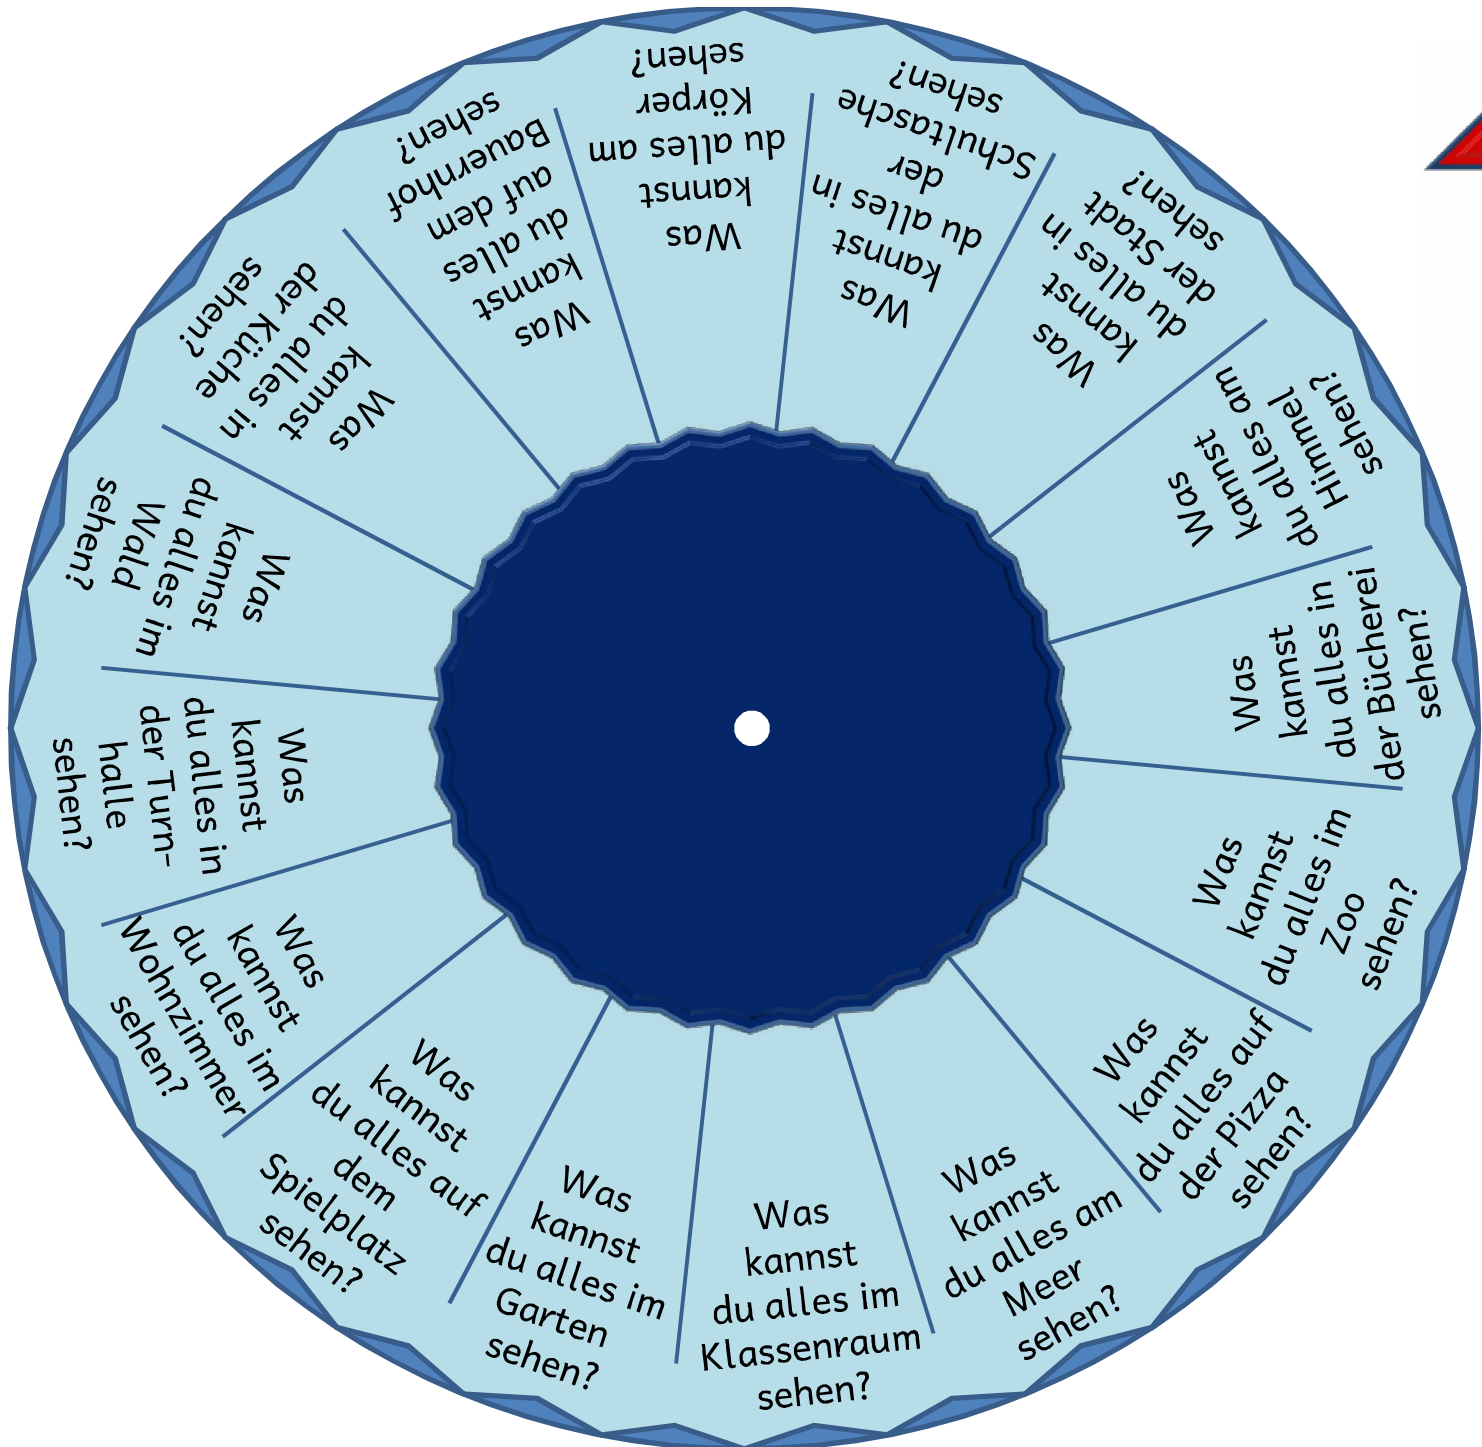 Was
kannst
du alles am
Körper
sehen?
Was
kannst
du alles in
der
Schultasche
sehen?
Was
kannst
du alles in
der Stadt
sehen?
Was
kannst
du alles am
Himmel
sehen?
Was
kannst
du alles in
der Bücherei
sehen?
Was
kannst
du alles im
Zoo
sehen?
Was
kannst
du alles auf
der Pizza
sehen?
Was
kannst
du alles am
Meer
sehen?
Was
kannst
du alles im
Klassenraum
sehen?
Was
kannst
du alles im
Garten
sehen?
Was
kannst
du alles auf
dem
Spielplatz
sehen?
Was
kannst
du alles im
Wohnzimmer
sehen?
Was
kannst
du alles in
der Turn-
halle
sehen?
Was
kannst
du alles im
Wald
sehen?
Was
kannst
du alles in
der Küche
sehen?
Was
kannst
du alles
auf dem
Bauernhof
sehen?